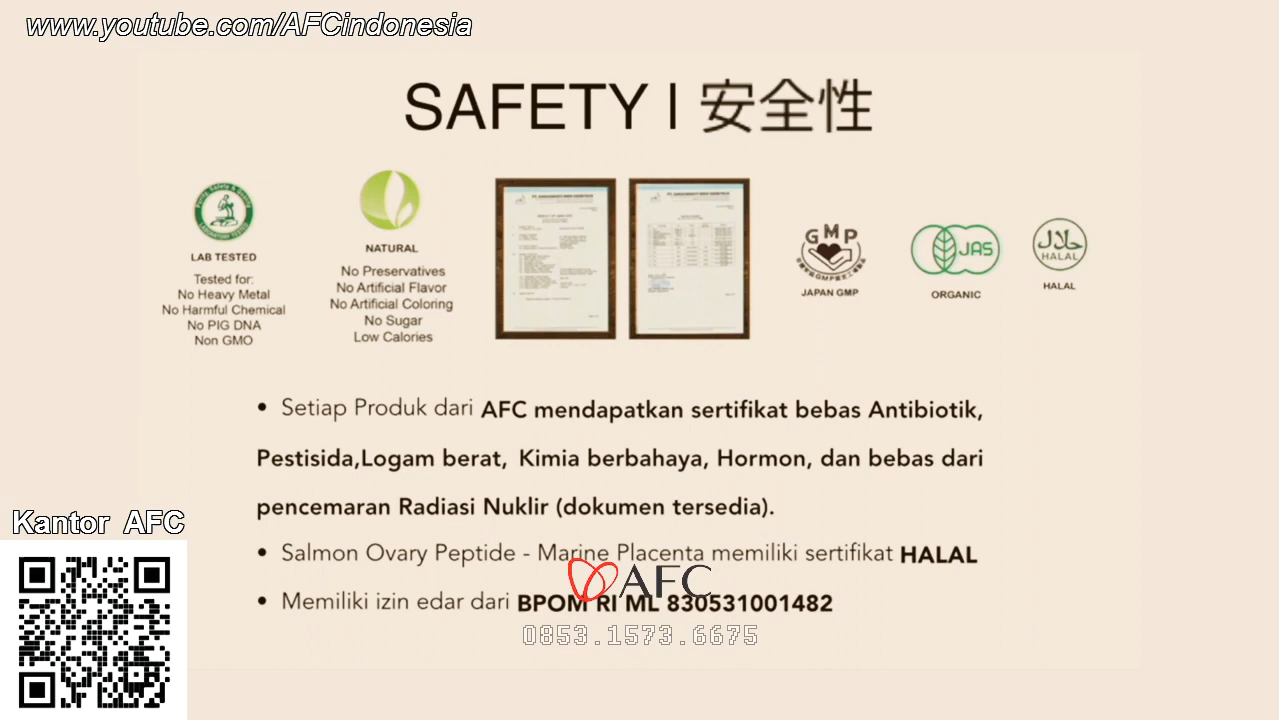 www.youtube.com/AFCindonesia
SAFETY | 安全性
LAB TESTED
Tested for:
No Heavy Metal
No Harmful Chemical
No PIG DNA
Non GMO
NATURAL
No Preservatives
No Artificial Flavor
No Artificial Coloring
No Sugar
Low Calories
GMP
JAPAN GMP
JAS
ORGANIC
حلال
HALAL
HALAL
• Setiap Produk dari AFC mendapatkan sertifikat bebas Antibiotik,
Pestisida,Logam berat, Kimia berbahaya, Hormon, dan bebas dari
pencemaran Radiasi Nuklir (dokumen tersedia).
• Salmon Ovary Peptide - Marine Placenta memiliki sertifikat HALAL
• Memiliki izin edar dari BPOM RI ML 830531001482
AFC
0853.1573.6675
Kantor AFC